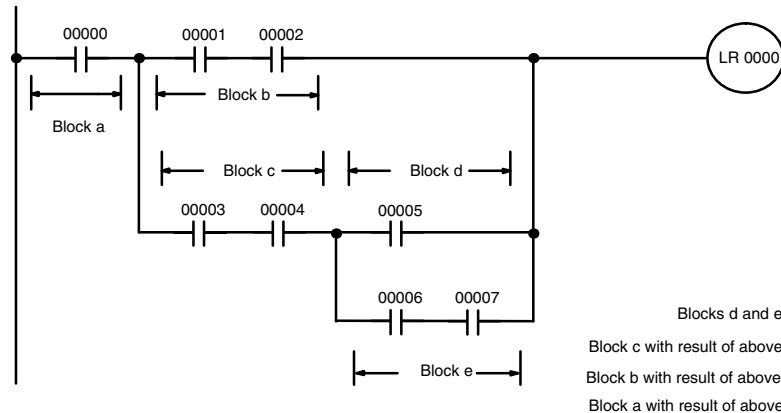 00000 00001 00002
LR 0000
Block a
Block b
Block c Block d
00003 00004 00005
00006 00007
Block e
Blocks d and e
Block c with result of above
Block b with result of above
Block a with result of above